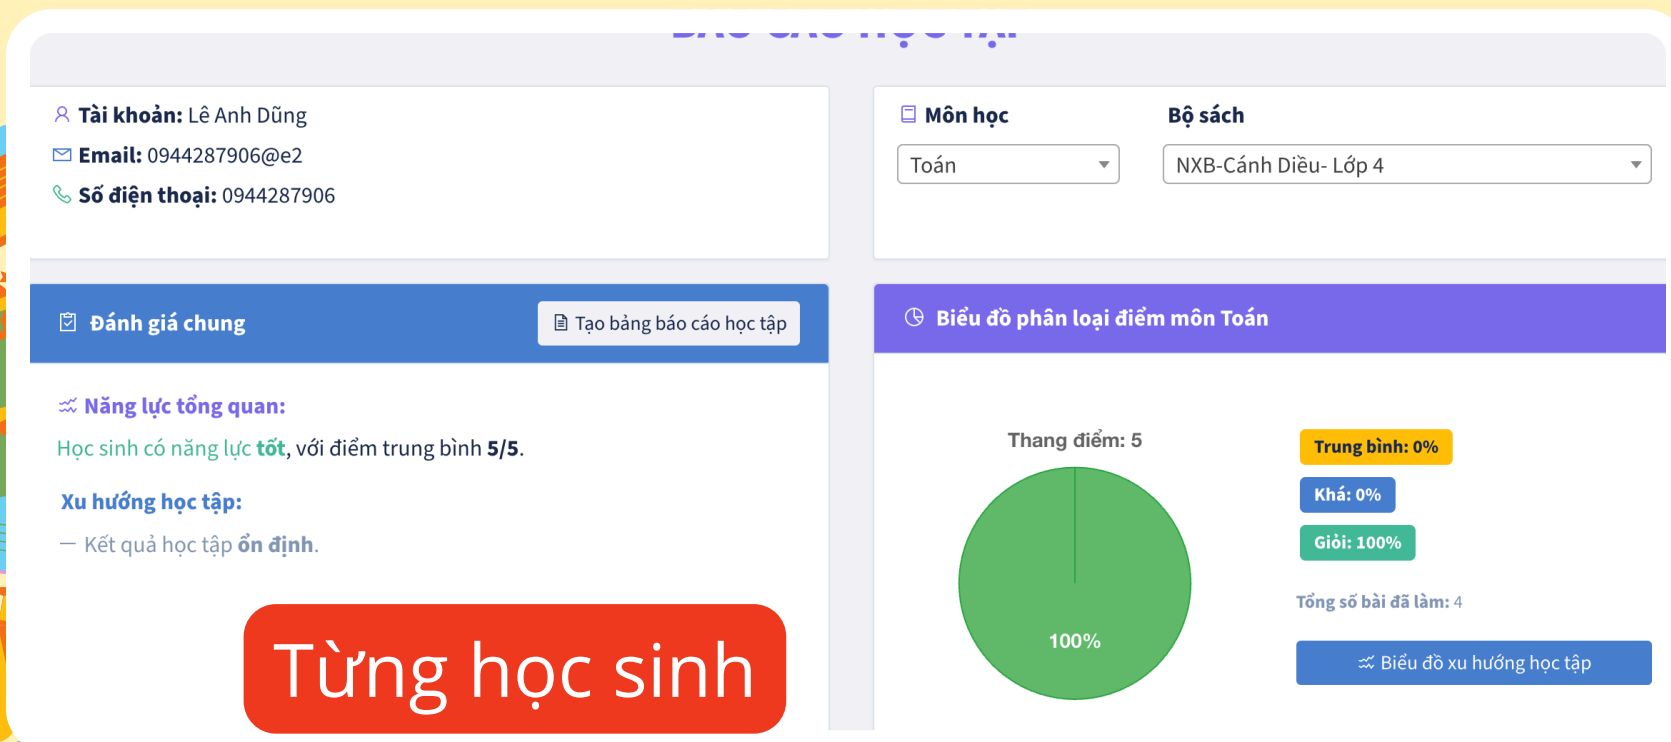 BÁO CÁO HỌC TẬP
Tài khoản: Lê Anh Dũng
Email: 0944287906@e2
Số điện thoại: 0944287906
Môn học
Bộ sách
Toán
NXB-Cánh Diều- Lớp 4
Đánh giá chung
Tạo bảng báo cáo học tập
Năng lực tổng quan:
Học sinh có năng lực tốt, với điểm trung bình 5/5.
Xu hướng học tập:
— Kết quả học tập ổn định.
Từng học sinh
Biểu đồ phân loại điểm môn Toán
Thang điểm: 5
100%
Trung bình: 0%
Khá: 0%
Giỏi: 100%
Tổng số bài đã làm: 4
Biểu đồ xu hướng học tập